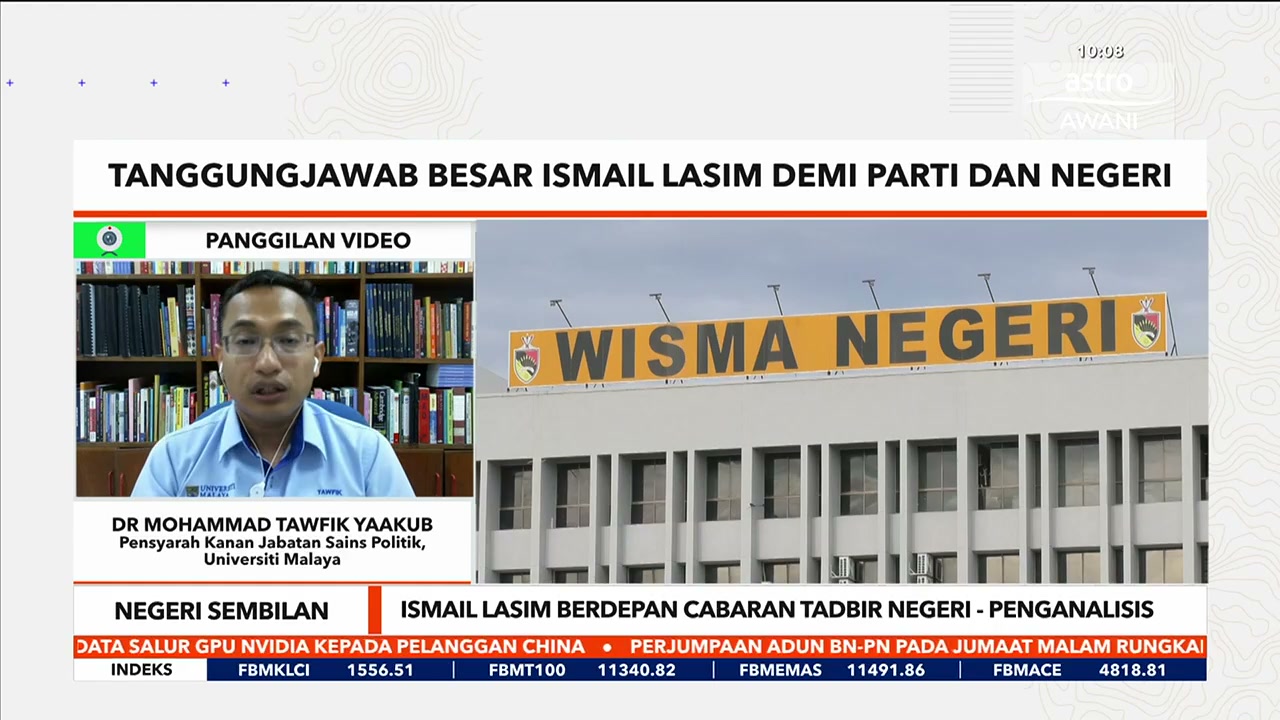 10:08
astro
AWANI
TANGGUNGJAWAB BESAR ISMAIL LASIM DEMI PARTI DAN NEGERI
PANGGILAN VIDEO
WISMA NEGERI
UNIVERSITI
MALAYA
TAWFIK
DR MOHAMMAD TAWFIK YAAKUB
Pensyarah Kanan Jabatan Sains Politik,
Universiti Malaya
NEGERI SEMBILAN
ISMAIL LASIM BERDEPAN CABARAN TADBIR NEGERI - PENGANALISIS
DATA SALUR GPU NVIDIA KEPADA PELANGGAN CHINA • PERJUMPAAN ADUN BN-PN PADA JUMAAT MALAM RUNGKAI
INDEKS FBMKLCI 1556.51 | FBMT100 11340.82 | FBMEMAS 11491.86 | FBMACE 4818.81